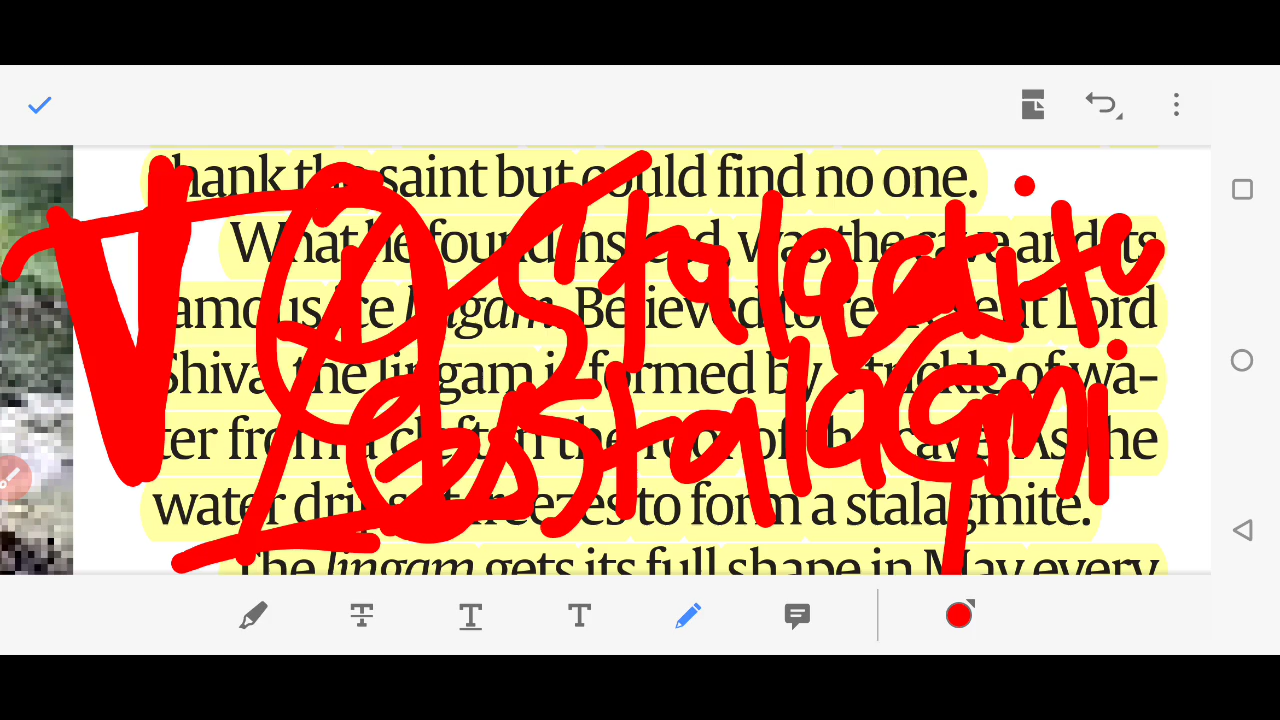 thank the saint but could find no one.
What he found instead, was the cave and its
famous ice lingam. Believed to represent Lord
Shiva, the lingam is formed by a trickle of wa-
ter from a cleft in the roof of the cave. As the
water drips it freezes to form a stalagmite.
The lingam gets its full shape in May every
Stalactite
Stalagmi